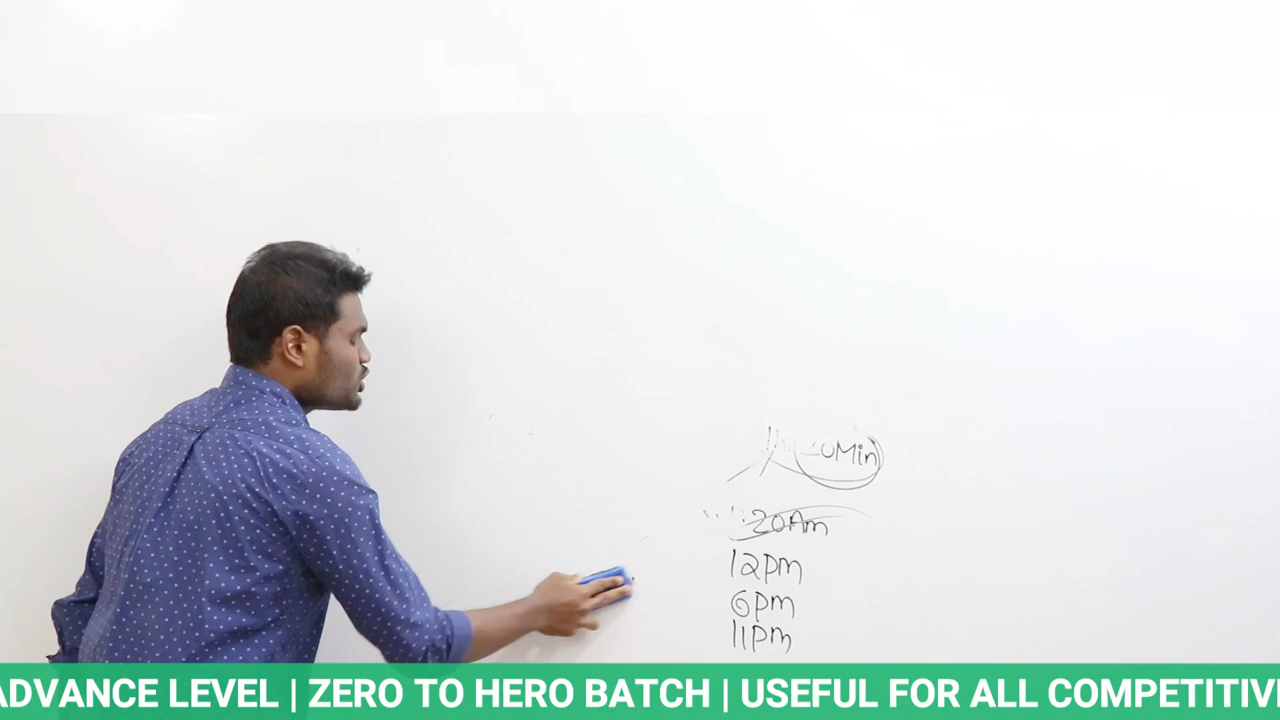 20Min
:20Am
12pm
6pm
11pm
ADVANCE LEVEL | ZERO TO HERO BATCH | USEFUL FOR ALL COMPETITIV